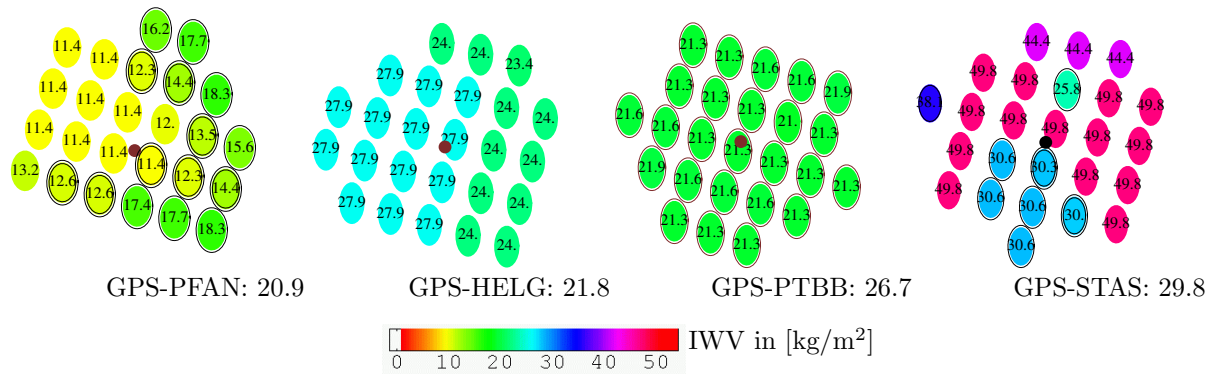 16.2 17.7
11.4 11.4 12.3 14.4 18.3
11.4 11.4 11.4 12. 13.5 15.6
11.4 11.4 11.4 11.4 12.3 14.4
13.2 12.6 12.6 17.4 17.7 18.3
GPS-PFAN: 20.9
24. 24. 23.4
27.9 27.9 27.9 24. 24.
27.9 27.9 27.9 27.9 24. 24.
27.9 27.9 27.9 27.9 24. 24.
27.9 27.9 27.9 24. 24.
GPS-HELG: 21.8
21.3 21.3 21.6 21.6 21.9
21.3 21.3 21.3 21. 21.3
21.6 21.6 21.3 21.3 21.3 21.3 21.3
21.9 21.6 21.6 21.3 21.3
21.3 21.3 21.3
GPS-PTBB: 26.7
44.4 44.4 44.4
49.8 49.8 25.8 49.8 49.8
49.8 49.8 49.8 49.8 49.8
49.8 30.6 30.3 49.8 49.8
49.8 30.6 30.6 30. 49.8
30.6
GPS-STAS: 29.8
IWV in [kg/m²]
0 10 20 30 40 50